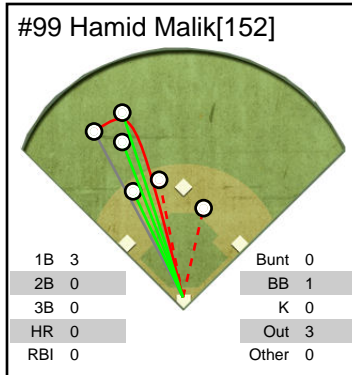 #99 Hamid Malik[152]
1B 3
2B 0
3B 0
HR 0
RBI 0
Bunt 0
BB 1
K 0
Out 3
Other 0